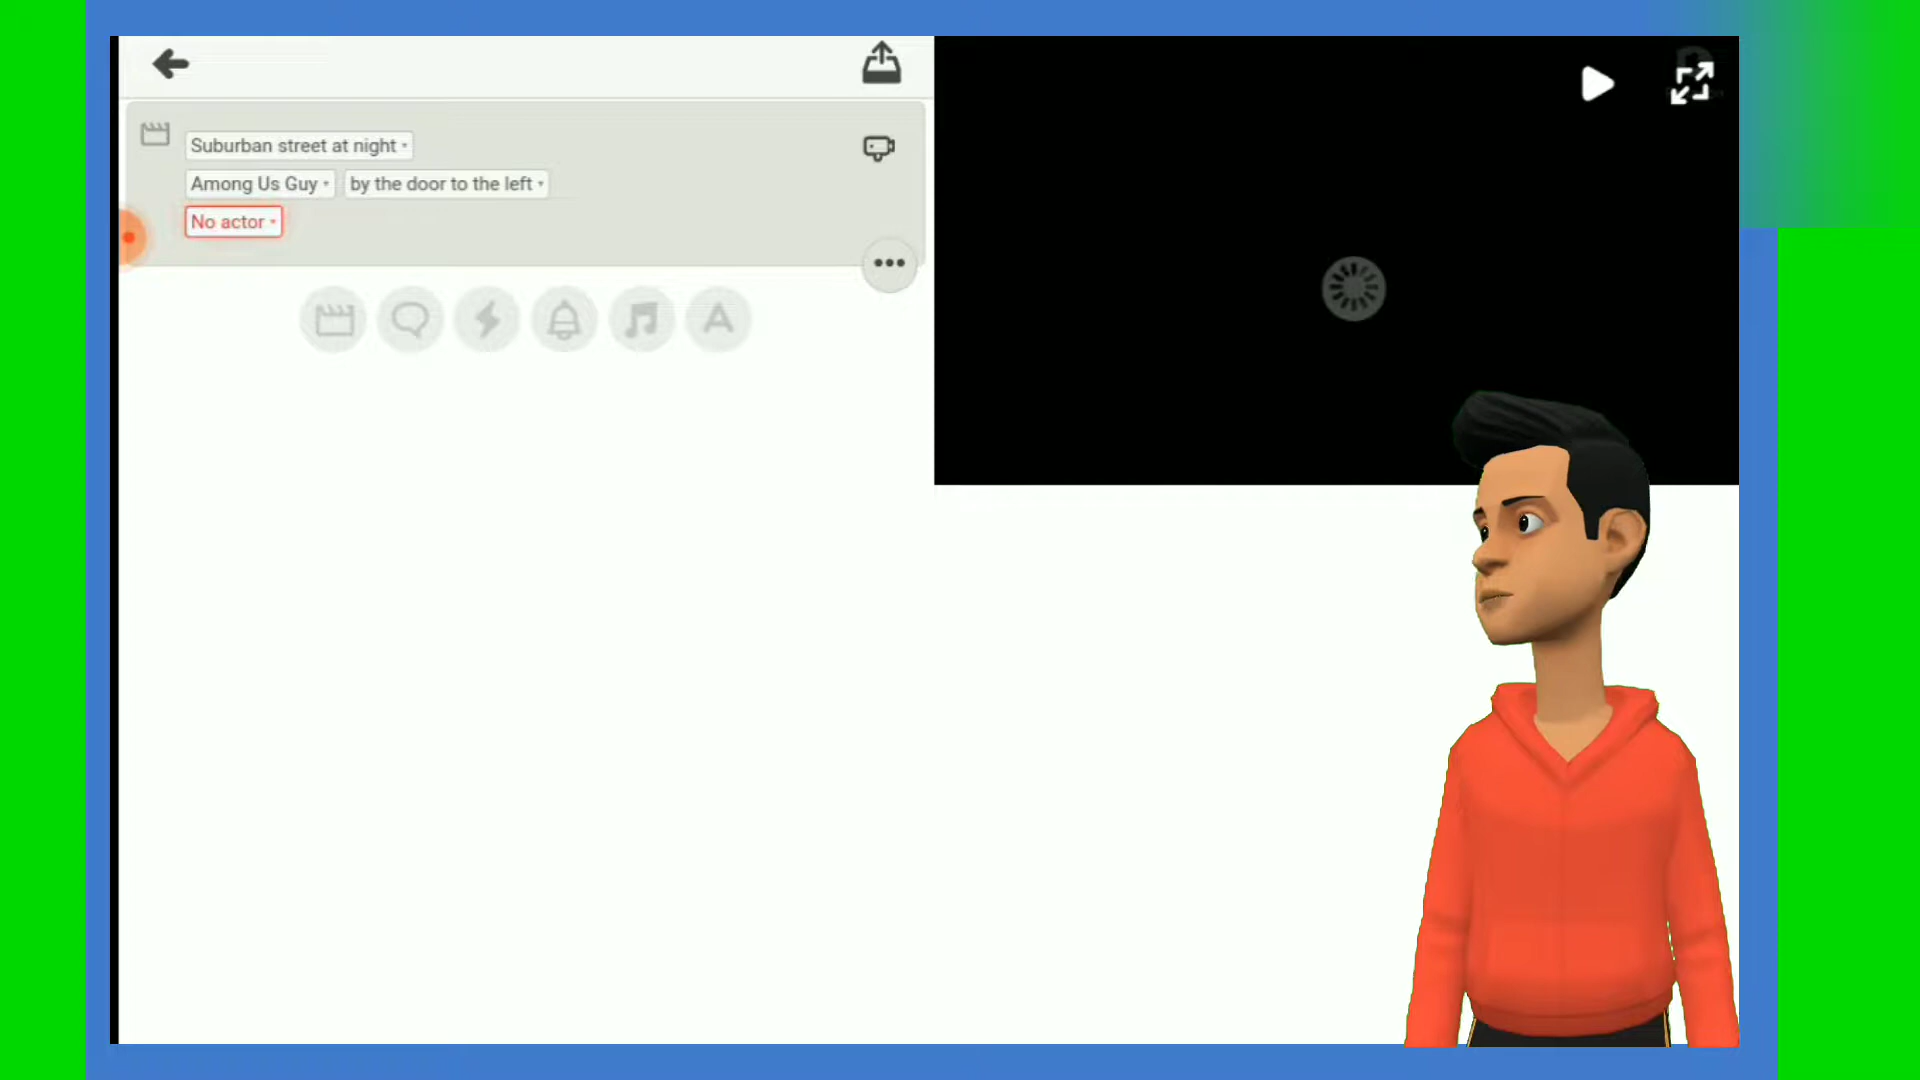 Suburban street at night
Among Us Guy by the door to the left
No actor